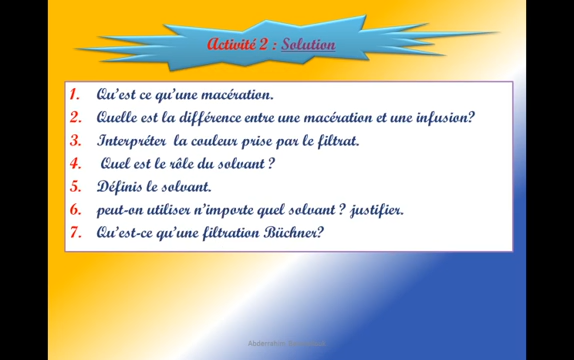 Activité 2 : Solution
1. Qu'est ce qu'une macération.
2. Quelle est la différence entre une macération et une infusion?
3. Interpréter la couleur prise par le filtrat.
4. Quel est le rôle du solvant ?
5. Définis le solvant.
6. peut-on utiliser n'importe quel solvant ? justifier.
7. Qu'est-ce qu'une filtration Büchner?